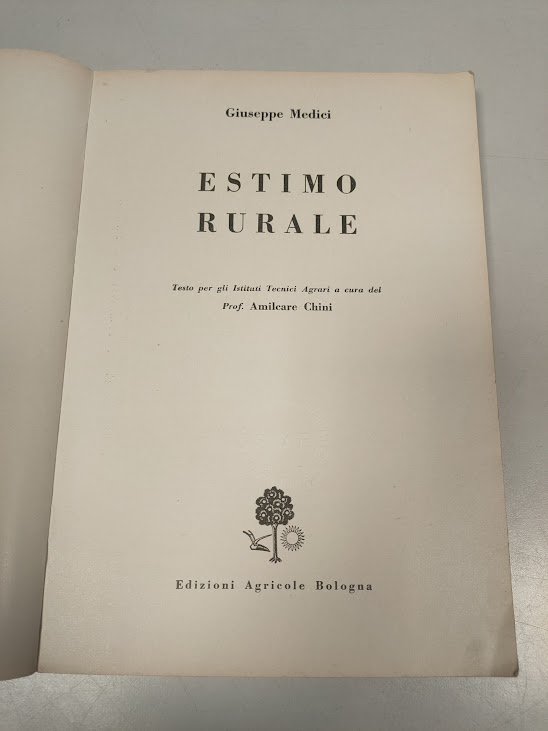 Giuseppe Medici
ESTIMO
RURALE
Testo per gli Istituti Tecnici Agrari a cura del
Prof. Amilcare Chini
Edizioni Agricole Bologna